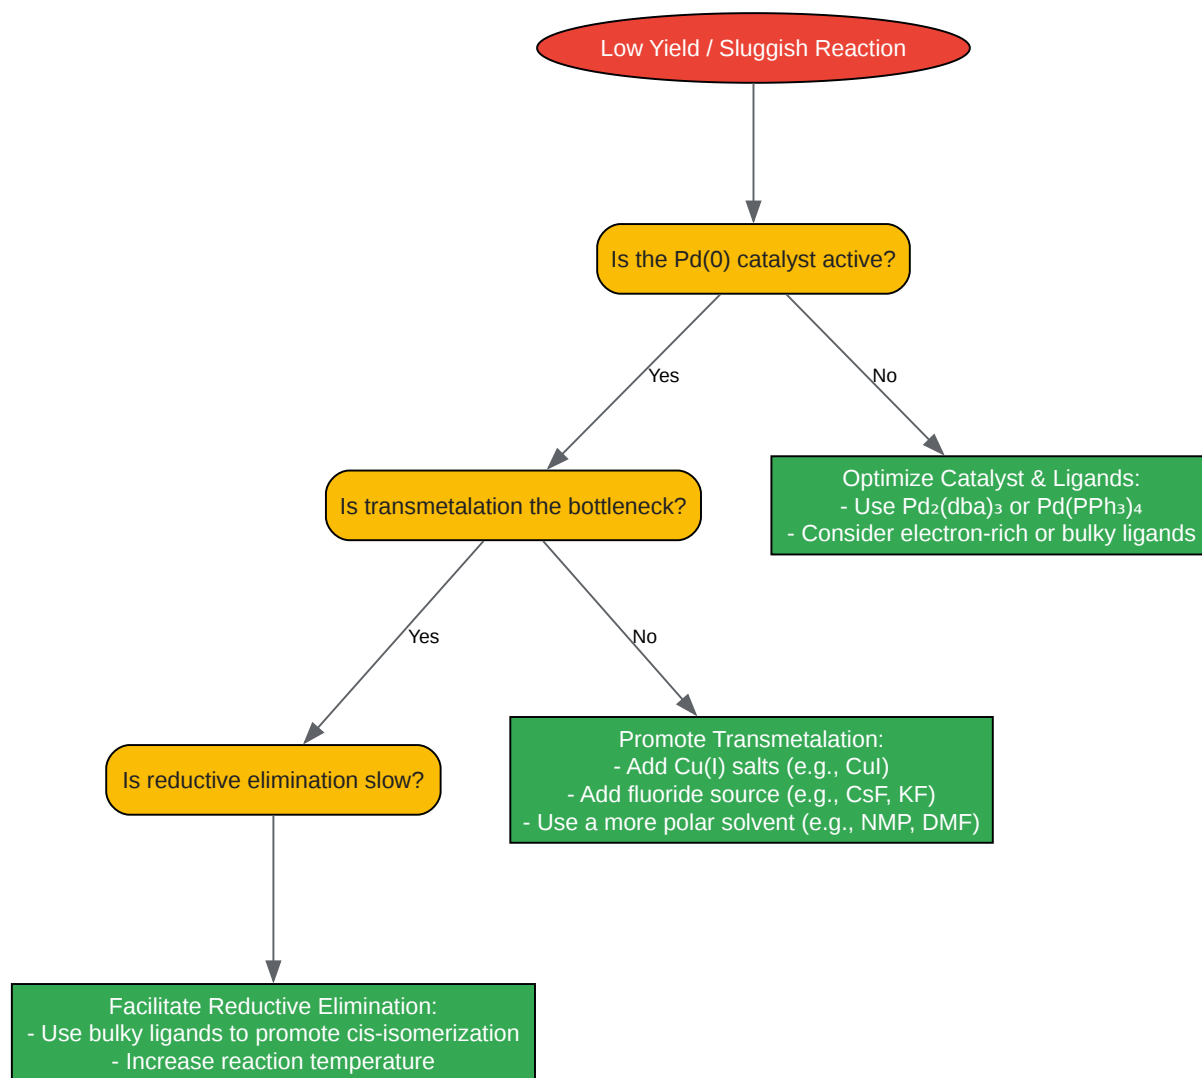 Low Yield / Sluggish Reaction
Is the Pd(0) catalyst active?
Yes
No
Optimize Catalyst & Ligands:
- Use Pd₂(dba)₃ or Pd(PPh₃)₄
- Consider electron-rich or bulky ligands
Is transmetalation the bottleneck?
Yes
No
Promote Transmetalation:
- Add Cu(I) salts (e.g., CuI)
- Add fluoride source (e.g., CsF, KF)
- Use a more polar solvent (e.g., NMP, DMF)
Is reductive elimination slow?
Facilitate Reductive Elimination:
- Use bulky ligands to promote cis-isomerization
- Increase reaction temperature